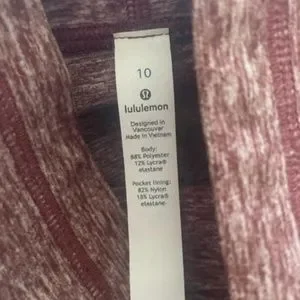 10
lululemon
Designed in
Vancouver
Made in Vietnam
Body:
88% Polyester
12% Lycra®
elastane
Pocket lining:
82% Nylon
18% Lycra®
elastane